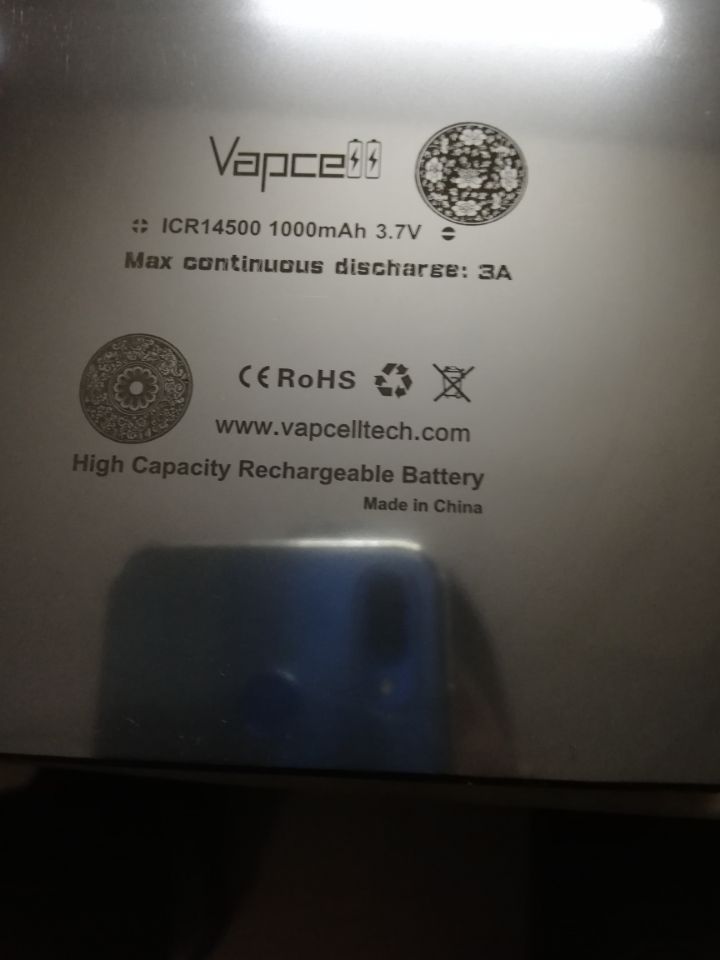 Vapcell
ICR14500 1000mAh 3.7V
Max continuous discharge: 3A
CE RoHS
www.vapcelltech.com
High Capacity Rechargeable Battery
Made in China